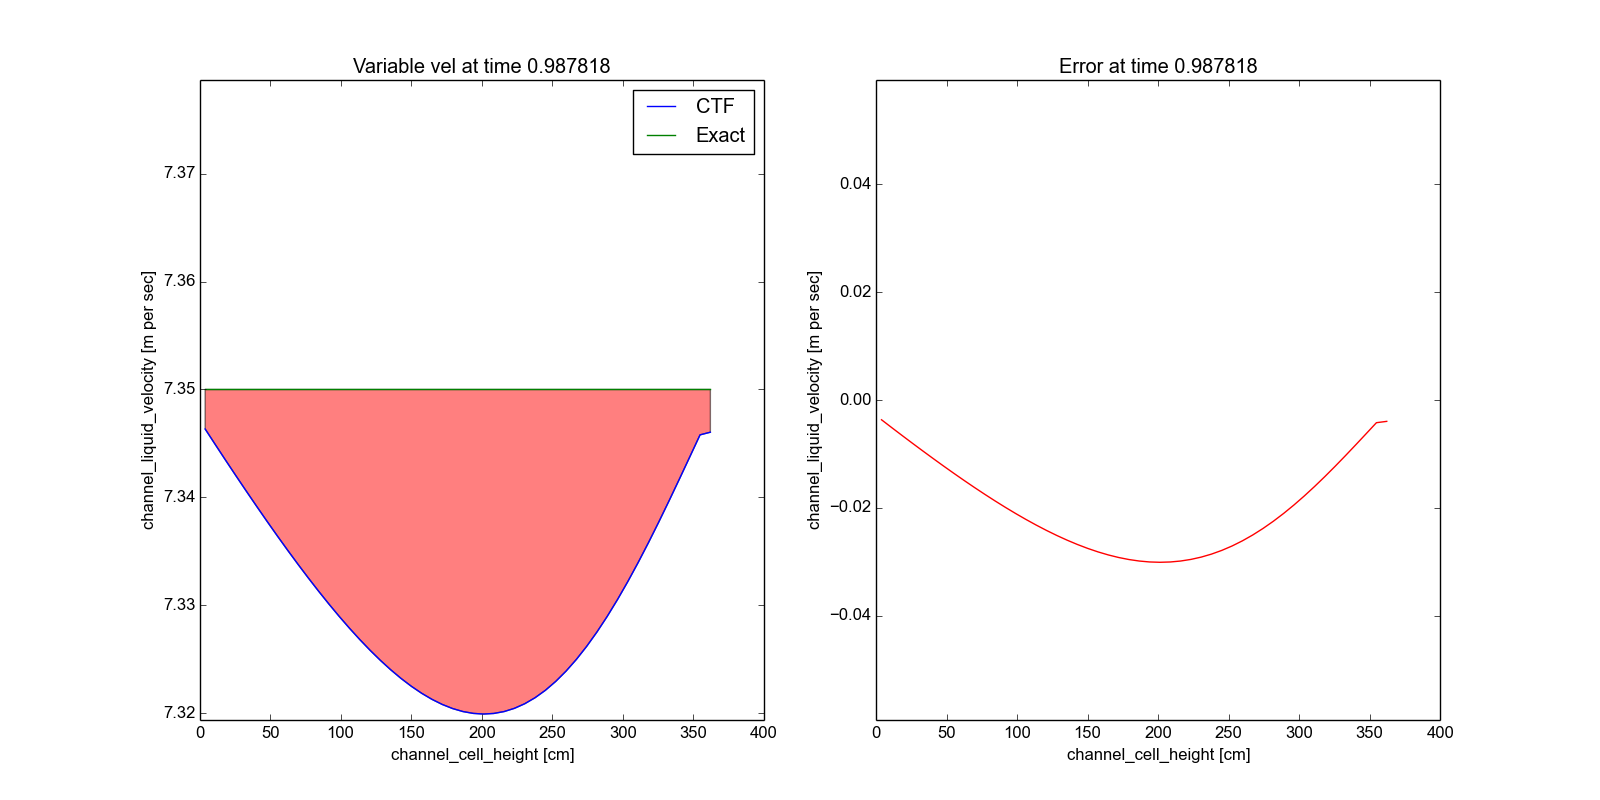 Variable vel at time 0.987818
CTF
Exact
7.37
7.36
7.35
7.34
7.33
7.32
channel_liquid_velocity [m per sec]
0 50 100 150 200 250 300 350 400
channel_cell_height [cm]
Error at time 0.987818
0.04
0.02
0.00
−0.02
−0.04
channel_liquid_velocity [m per sec]
0 50 100 150 200 250 300 350 400
channel_cell_height [cm]